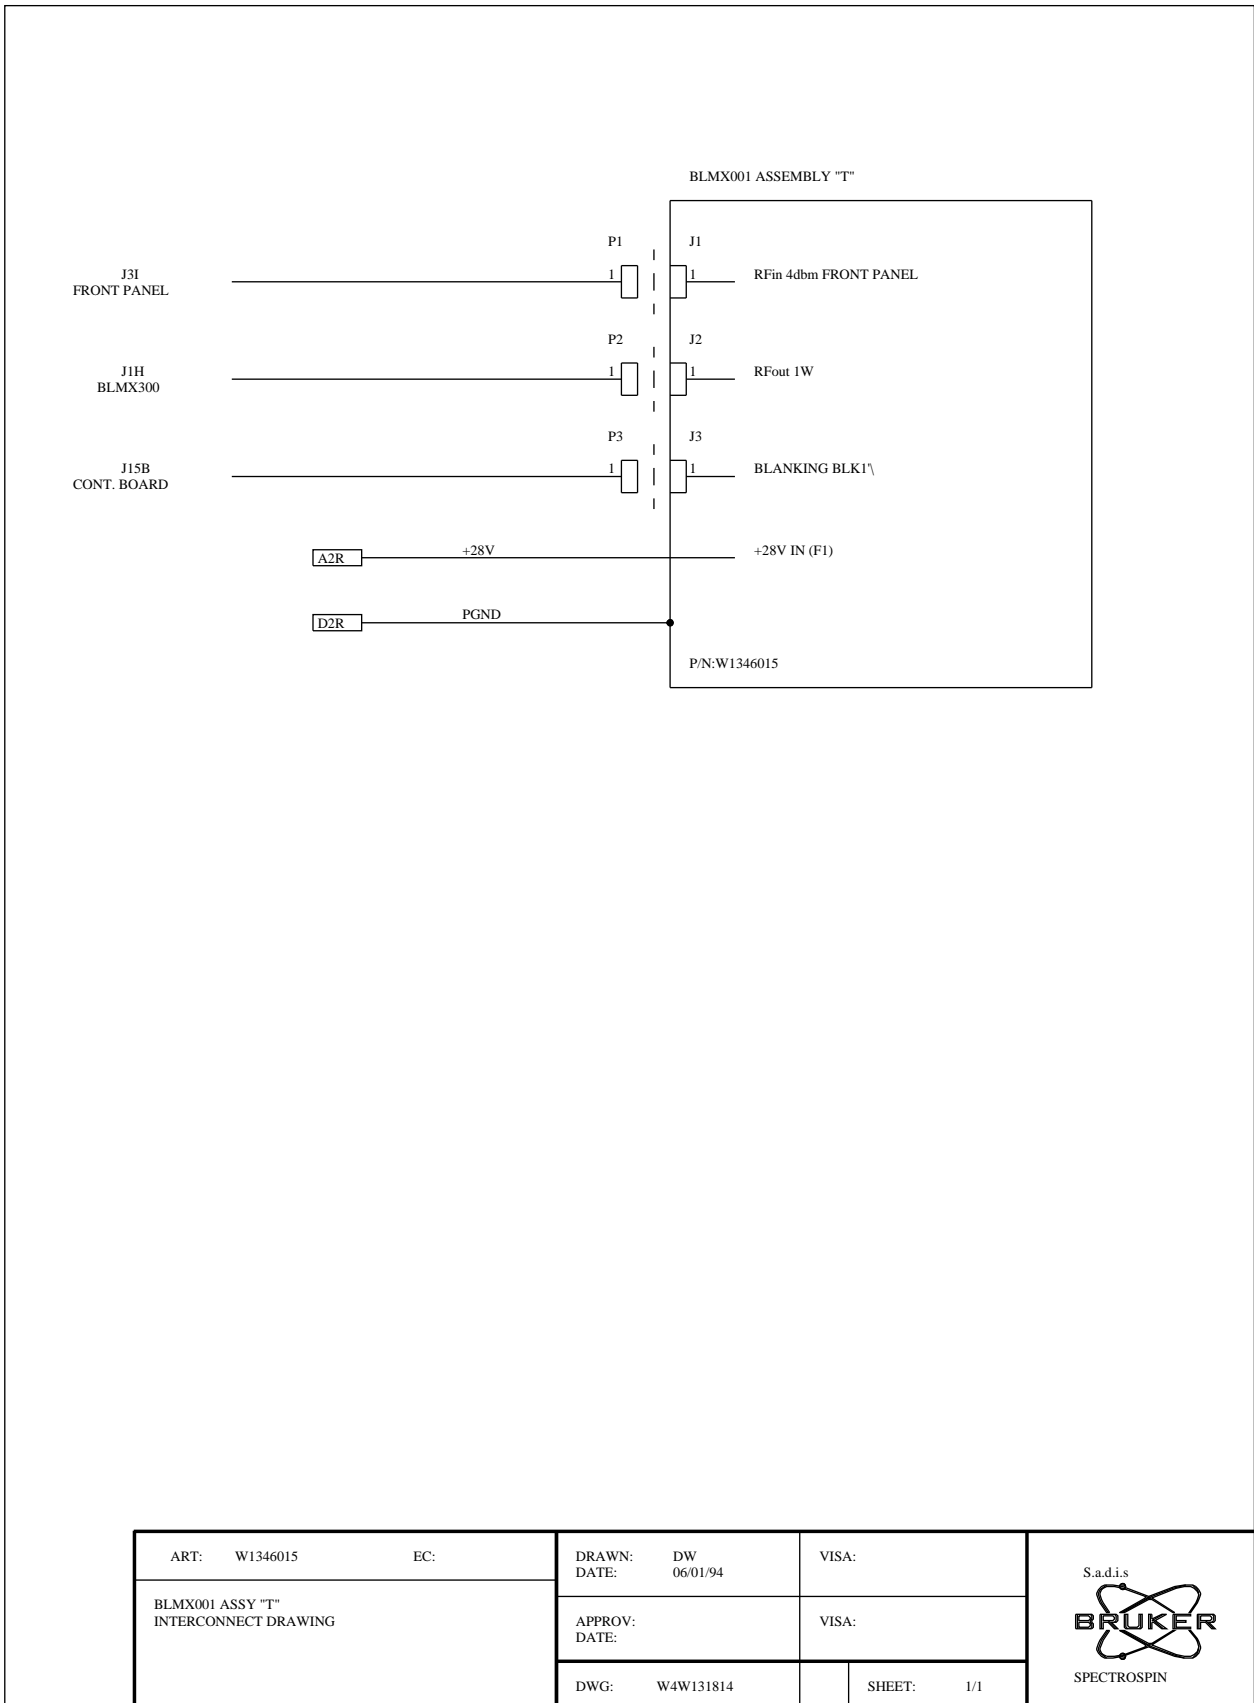 BLMX001 ASSEMBLY "T"
P1 J1
J3I
FRONT PANEL
1 1 RFin 4dbm FRONT PANEL
P2 J2
J1H
BLMX300
1 1 RFout 1W
P3 J3
J15B
CONT. BOARD
1 1 BLANKING BLK1'\
A2R +28V +28V IN (F1)
D2R PGND
P/N:W1346015
ART: W1346015 EC:
BLMX001 ASSY "T"
INTERCONNECT DRAWING
DRAWN: DW
DATE: 06/01/94
VISA:
APPROV:
DATE:
VISA:
DWG: W4W131814
SHEET: 1/1
S.a.d.i.s
BRUKER
SPECTROSPIN